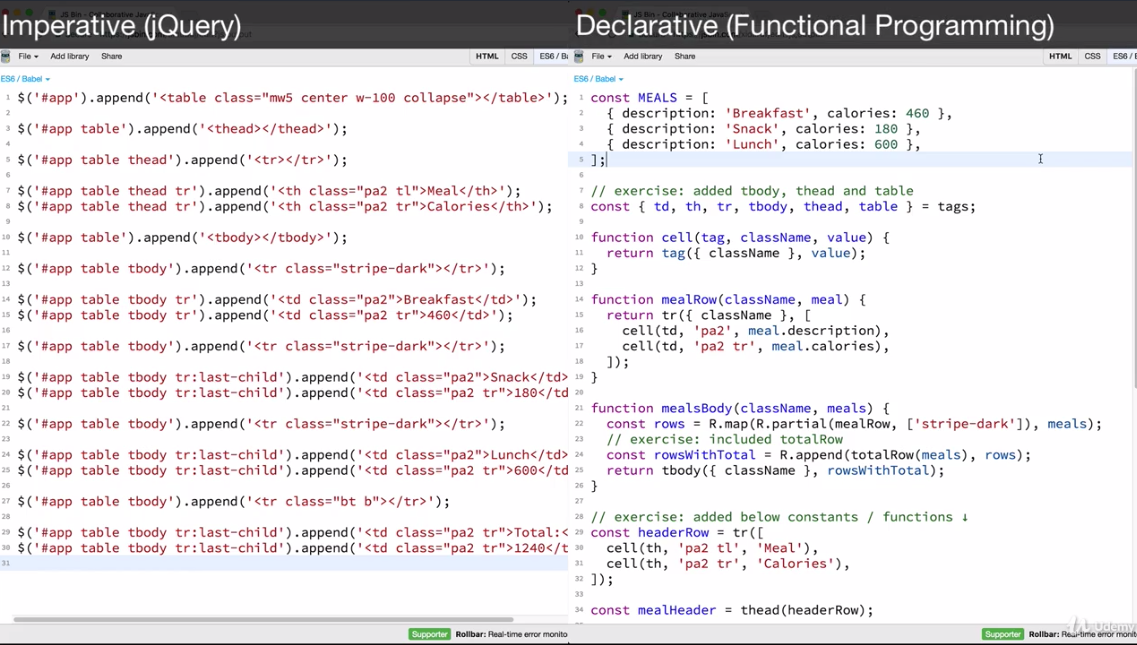 Imperative (jQuery)
File Add library Share HTML CSS ES6 / Ba
ES6 / Babel
1 $('#app').append('<table class="mw5 center w-100 collapse"></table>');
2
3 $('#app table').append('<thead></thead>');
4
5 $('#app table thead').append('<tr></tr>');
6
7 $('#app table thead tr').append('<th class="pa2 tl">Meal</th>');
8 $('#app table thead tr').append('<th class="pa2 tr">Calories</th>');
9
10 $('#app table').append('<tbody></tbody>');
11
12 $('#app table tbody').append('<tr class="stripe-dark"></tr>');
13
14 $('#app table tbody tr').append('<td class="pa2">Breakfast</td>');
15 $('#app table tbody tr').append('<td class="pa2 tr">460</td>');
16
17 $('#app table tbody').append('<tr class="stripe-dark"></tr>');
18
19 $('#app table tbody tr:last-child').append('<td class="pa2">Snack</td>
20 $('#app table tbody tr:last-child').append('<td class="pa2 tr">180</td
21
22 $('#app table tbody').append('<tr class="stripe-dark"></tr>');
23
24 $('#app table tbody tr:last-child').append('<td class="pa2">Lunch</td>
25 $('#app table tbody tr:last-child').append('<td class="pa2 tr">600</td
26
27 $('#app table tbody').append('<tr class="bt b"></tr>');
28
29 $('#app table tbody tr:last-child').append('<td class="pa2 tr">Total:<
30 $('#app table tbody tr:last-child').append('<td class="pa2 tr">1240</t
31
Supporter Rollbar: Real-time error monito
Declarative (Functional Programming)
File Add library Share HTML CSS ES6 / B
ES6 / Babel
1 const MEALS = [
2 { description: 'Breakfast', calories: 460 },
3 { description: 'Snack', calories: 180 },
4 { description: 'Lunch', calories: 600 },
5 ];
6
7 // exercise: added tbody, thead and table
8 const { td, th, tr, tbody, thead, table } = tags;
9
10 function cell(tag, className, value) {
11 return tag({ className }, value);
12 }
13
14 function mealRow(className, meal) {
15 return tr({ className }, [
16 cell(td, 'pa2', meal.description),
17 cell(td, 'pa2 tr', meal.calories),
18 ]);
19 }
20
21 function mealsBody(className, meals) {
22 const rows = R.map(R.partial(mealRow, ['stripe-dark']), meals);
23 // exercise: included totalRow
24 const rowsWithTotal = R.append(totalRow(meals), rows);
25 return tbody({ className }, rowsWithTotal);
26 }
27
28 // exercise: added below constants / functions ↓
29 const headerRow = tr([
30 cell(th, 'pa2 tl', 'Meal'),
31 cell(th, 'pa2 tr', 'Calories'),
32 ]);
33
34 const mealHeader = thead(headerRow);
Supporter Rollbar: Real-time error monit
Udemy